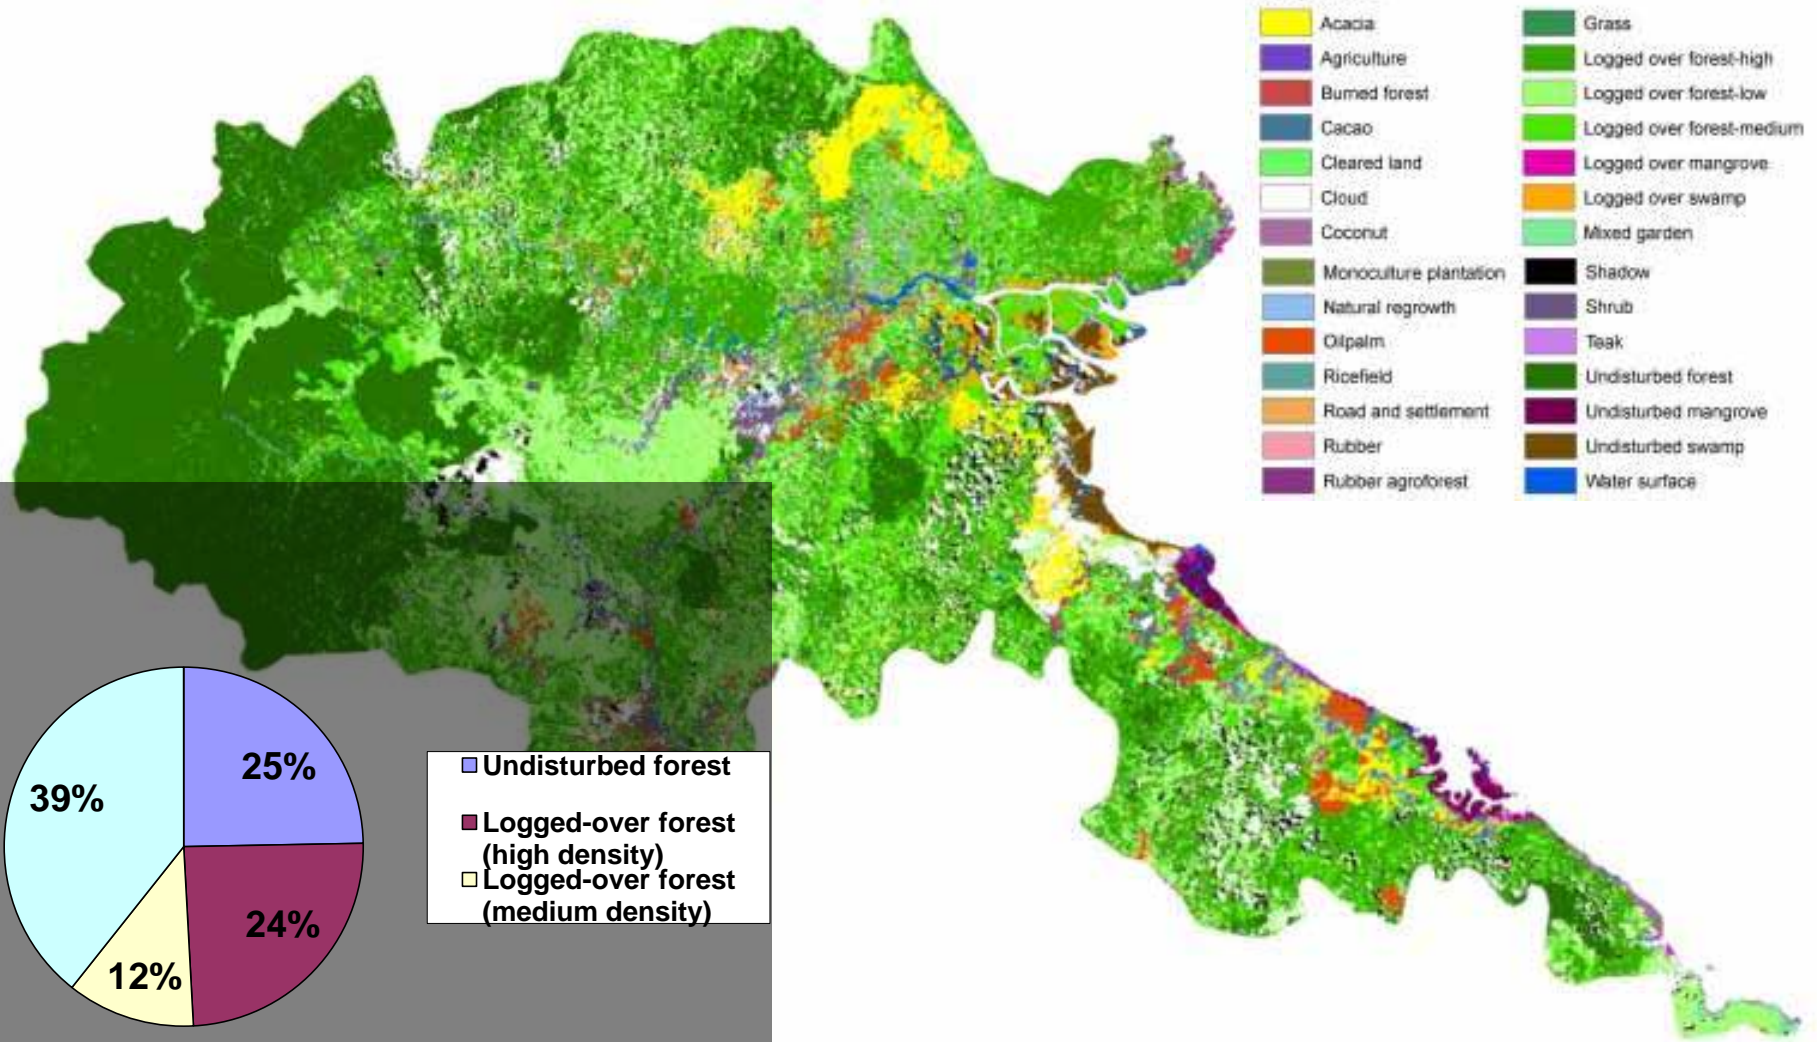 Acacia
Agriculture
Burned forest
Cacao
Cleared land
Cloud
Coconut
Monoculture plantation
Natural regrowth
Oilpalm
Ricefield
Road and settlement
Rubber
Rubber agroforest
Grass
Logged over forest-high
Logged over forest-low
Logged over forest-medium
Logged over mangrove
Logged over swamp
Mixed garden
Shadow
Shrub
Teak
Undisturbed forest
Undisturbed mangrove
Undisturbed swamp
Water surface
25%
39%
24%
12%
Undisturbed forest
Logged-over forest
(high density)
Logged-over forest
(medium density)